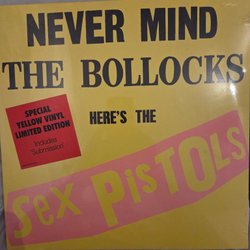 NEVER MIND
THE BOLLOCKS
SPECIAL
YELLOW VINYL
LIMITED EDITION
'Includes
'Submission'
HERE'S THE
SeX PiSTOLS